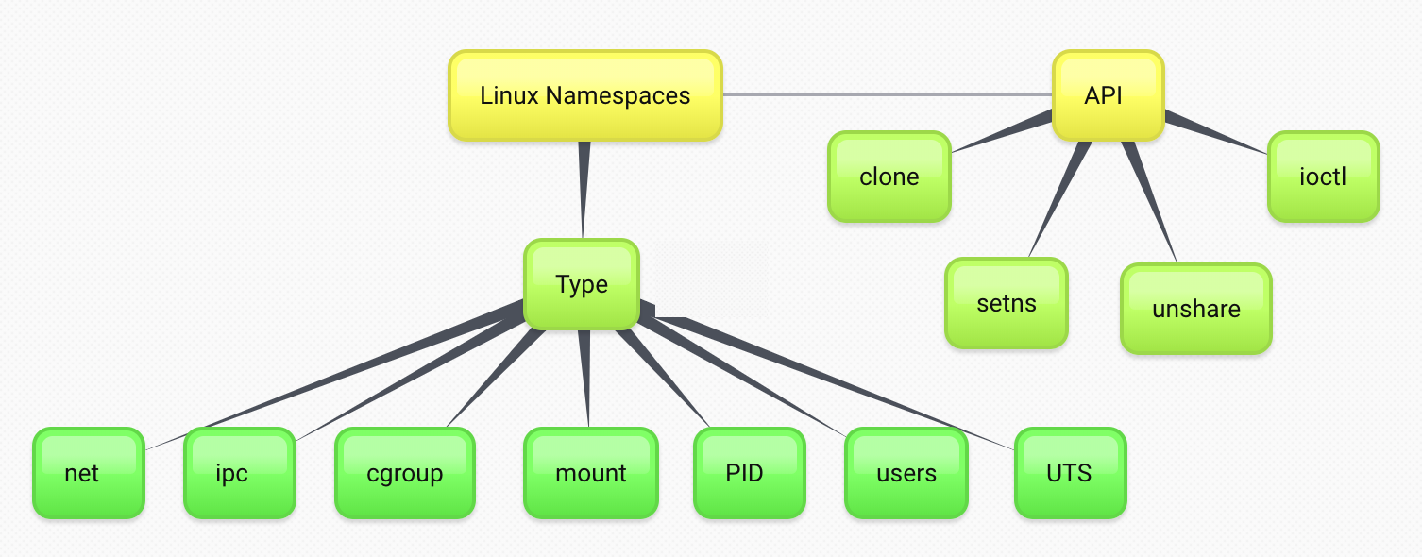 Linux Namespaces
API
clone
ioctl
setns
unshare
Type
net
ipc
cgroup
mount
PID
users
UTS